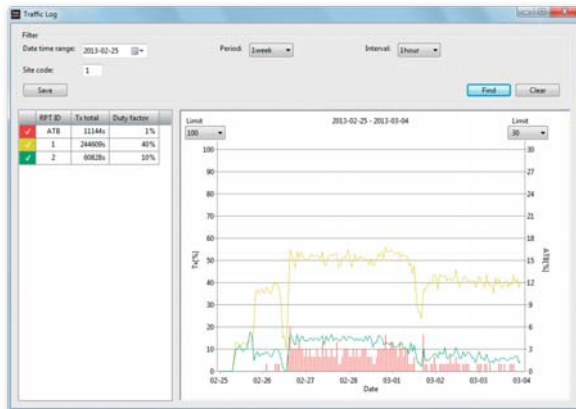 Traffic Log
Filter
Date time range: 2013-02-25 Period: 1week Interval: 1hour
Site code: 1
Save Find Clear
RPT ID Tx total Duty factor
ATB 11144s 1%
1 244609s 40%
2 60828s 10%
Limit 2013-02-25 - 2013-03-04 Limit
100 30
100 30
90 27
80 24
70 21
60 18
50 15
40 12
30 9
20 6
10 3
0 0
Tx[%]
ATB[%]
02-25 02-26 02-27 02-28 03-01 03-02 03-03 03-04
Date